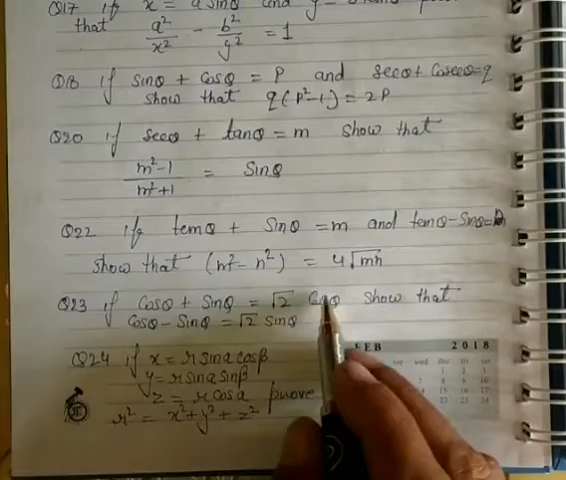 Q17 if x = a sinθ and y = b tanθ
that a²/x² - b²/y² = 1
Q18 if sinθ + cosθ = P and secθ + cosecθ = q
show that q(P²-1) = 2P
Q20 if secθ + tanθ = m show that
m²-1/m²+1 = sinθ
Q22 if tanθ + sinθ = m and tanθ - sinθ = n
show that (m² - n²) = 4√mn
Q23 if cosθ + sinθ = √2 cosθ show that
cosθ - sinθ = √2 sinθ
FEB 2018
Q24 if x = r sinα cosβ
y = r sinα sinβ
z = r cosα prove
r² = x² + y² + z²